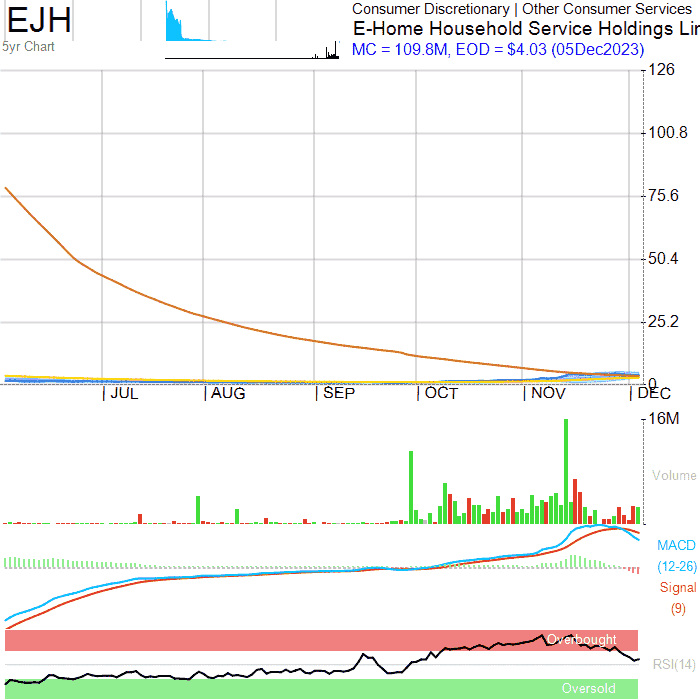 EJH
5yr Chart
Consumer Discretionary | Other Consumer Services
E-Home Household Service Holdings Lir
MC = 109.8M, EOD = $4.03 (05Dec2023)
126
100.8
75.6
50.4
25.2
0
JUL AUG SEP OCT NOV DEC
16M
Volume
MACD
(12-26)
Signal
(9)
Overbought
RSI(14)
Oversold